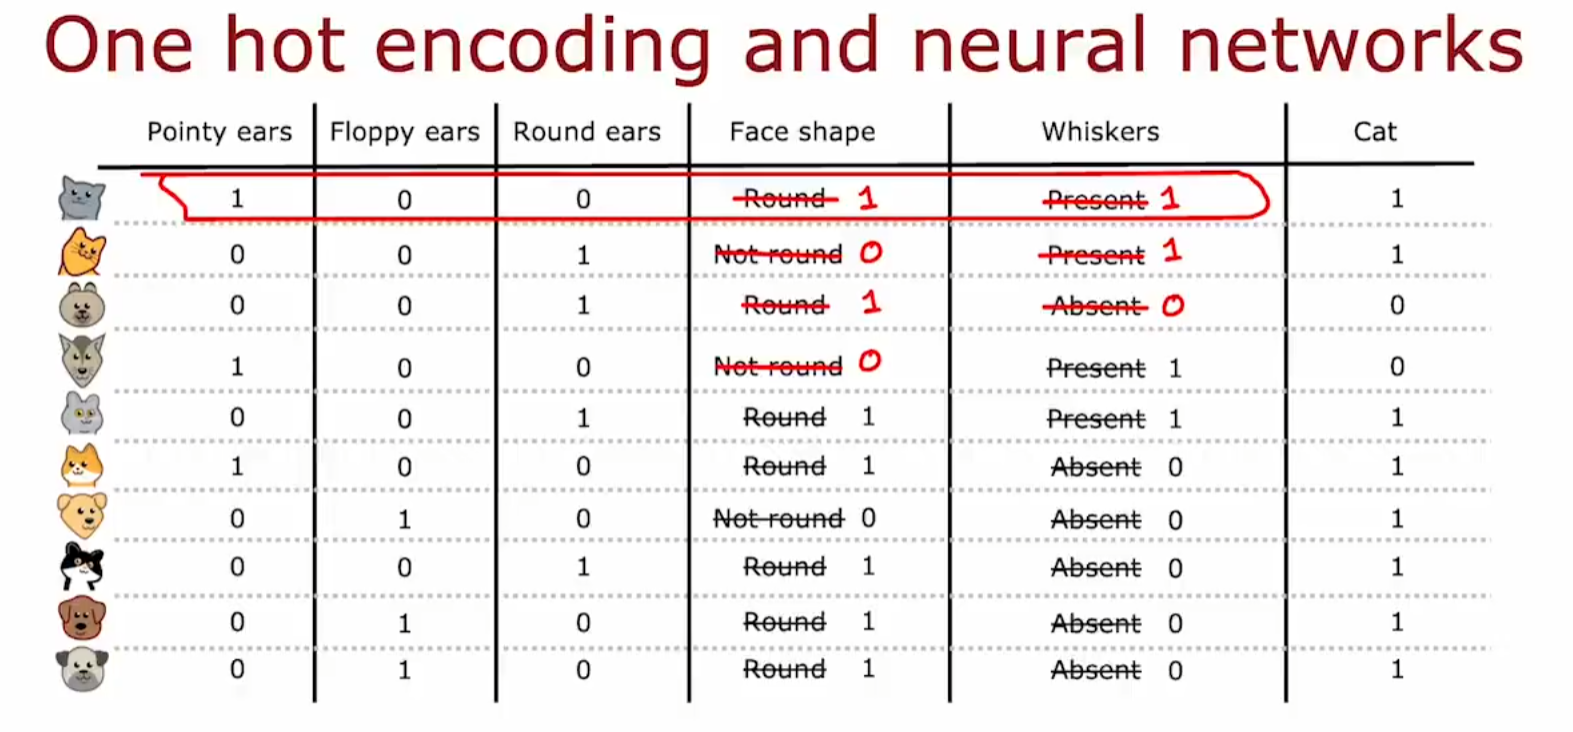 One hot encoding and neural networks
Pointy ears Floppy ears Round ears Face shape Whiskers Cat
1 0 0 Round 1 Present 1 1
0 0 1 Not round 0 Present 1 1
0 0 1 Round 1 Absent 0 0
1 0 0 Not round 0 Present 1 0
0 0 1 Round 1 Present 1 1
1 0 0 Round 1 Absent 0 1
0 1 0 Not round 0 Absent 0 1
0 0 1 Round 1 Absent 0 1
0 1 0 Round 1 Absent 0 1
0 1 0 Round 1 Absent 0 1